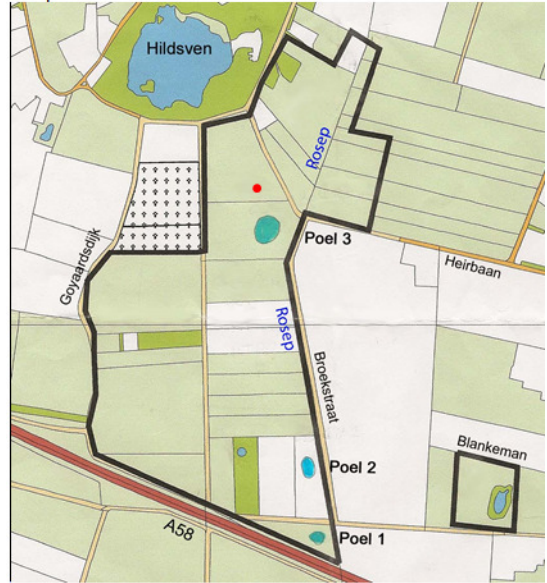 Hildsven
Rosep
Goyaardsdijk
Poel 3
Heirbaan
Rosep
Broekstraat
Blankeman
Poel 2
A58
Poel 1